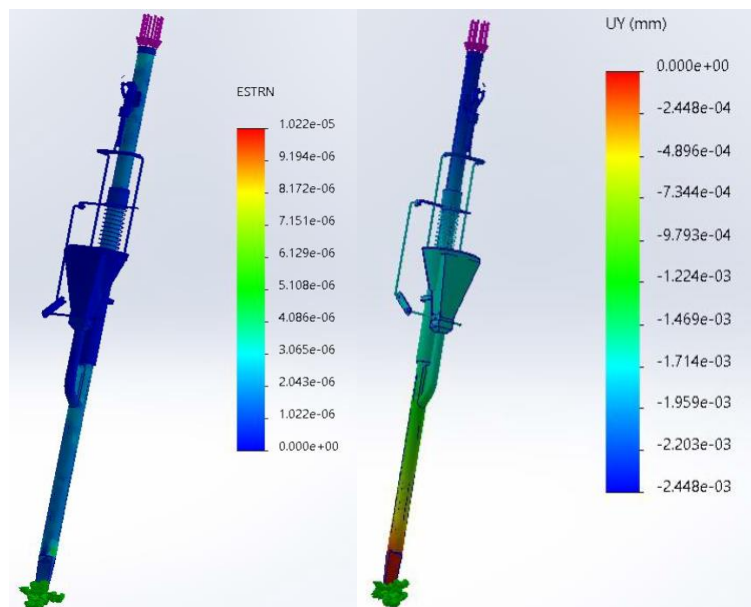 ESTRN
1.022e-05
9.194e-06
8.172e-06
7.151e-06
6.129e-06
5.108e-06
4.086e-06
3.065e-06
2.043e-06
1.022e-06
0.000e+00
UY (mm)
0.000e+00
-2.448e-04
-4.896e-04
-7.344e-04
-9.793e-04
-1.224e-03
-1.469e-03
-1.714e-03
-1.959e-03
-2.203e-03
-2.448e-03